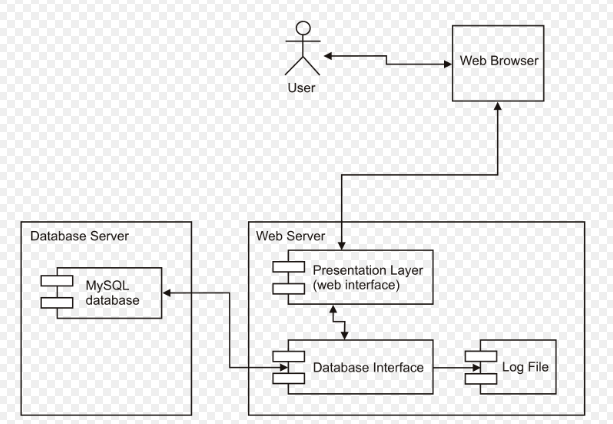 Web Browser
User
Database Server
Web Server
MySQL
database
Presentation Layer
(web interface)
Database Interface
Log File